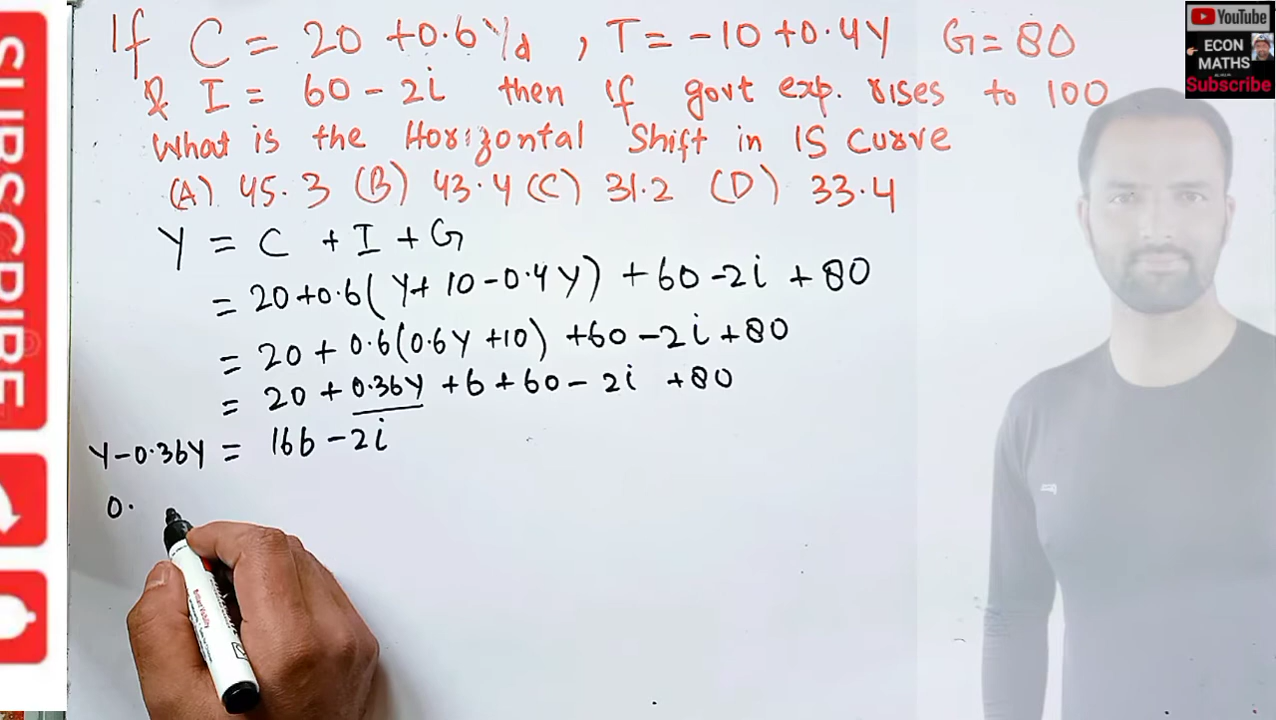 If C = 20 + 0.6Yd , T = -10 + 0.4Y G = 80
& I = 60 - 2i then if govt exp. rises to 100
What is the Horizontal Shift in IS Curve
(A) 45.3 (B) 43.4 (C) 31.2 (D) 33.4
Y = C + I + G
= 20 + 0.6( Y + 10 - 0.4Y) + 60 - 2i + 80
= 20 + 0.6(0.6Y + 10) + 60 - 2i + 80
= 20 + 0.36Y + 6 + 60 - 2i + 80
Y - 0.36Y = 166 - 2i
0.
YouTube
ECON
MATHS
Subscribe
SUBSCRIBE